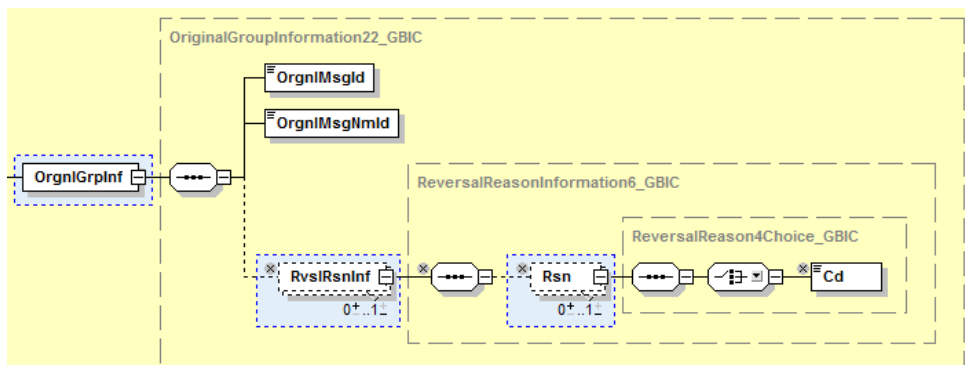 OriginalGroupInformation22_GBIC
OrgnlMsgId
OrgnlMsgNmId
OrgnlGrpInf
ReversalReasonInformation6_GBIC
ReversalReason4Choice_GBIC
RvslRsnInf
Rsn
Cd
0±..1±
0±..1±